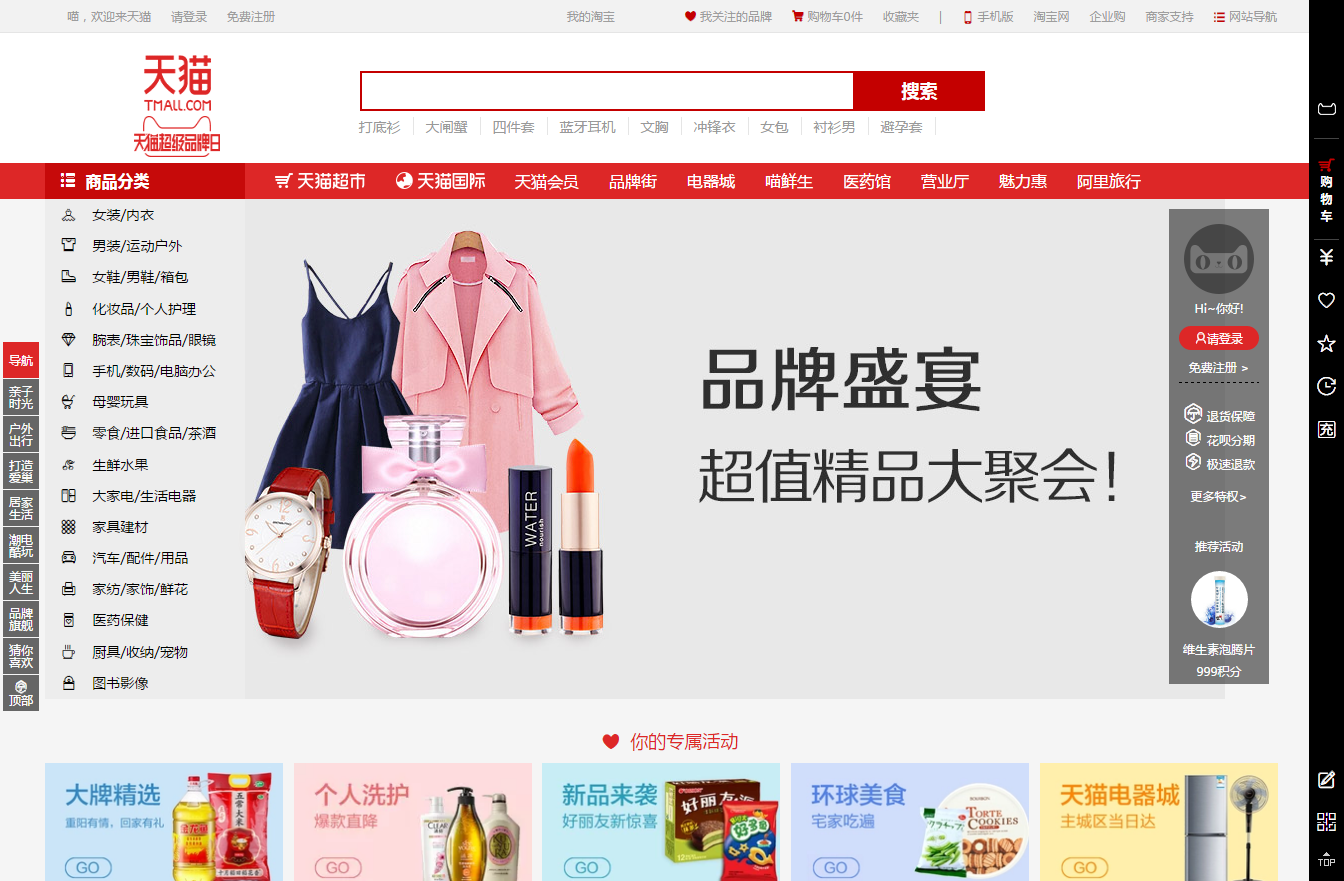 喵，欢迎来天猫 请登录 免费注册 我的淘宝 我关注的品牌 购物车0件 收藏夹 | 手机版 淘宝网 企业购 商家支持 网站导航
天猫
TMALL.COM
天猫超级品牌日
搜索
打底衫 大闸蟹 四件套 蓝牙耳机 文胸 冲锋衣 女包 衬衫男 避孕套
商品分类 天猫超市 天猫国际 天猫会员 品牌街 电器城 喵鲜生 医药馆 营业厅 魅力惠 阿里旅行
女装/内衣
男装/运动户外
女鞋/男鞋/箱包
化妆品/个人护理
腕表/珠宝饰品/眼镜
手机/数码/电脑办公
母婴玩具
零食/进口食品/茶酒
生鲜水果
大家电/生活电器
家具建材
汽车/配件/用品
家纺/家饰/鲜花
医药保健
厨具/收纳/宠物
图书影像
导航
亲子
时光
户外
出行
打造
爱巢
居家
生活
潮电
酷玩
美丽
人生
品牌
旗舰
猜你
喜欢
顶部
WATER
nourish
品牌盛宴
超值精品大聚会！
Hi~你好!
请登录
免费注册 >
退货保障
花呗分期
极速退款
更多特权>
推荐活动
维生素泡腾片
999积分
购
物
车
充
TOP
你的专属活动
大牌精选
重阳有情，回家有礼
GO
金龙鱼
五常大米
个人洗护
爆款直降
GO
CLEAR
新品来袭
好丽友新惊喜
GO
好丽友·派
好多鱼
环球美食
宅家吃遍
GO
TORTE
COOKIES
天猫电器城
主城区当日达
GO